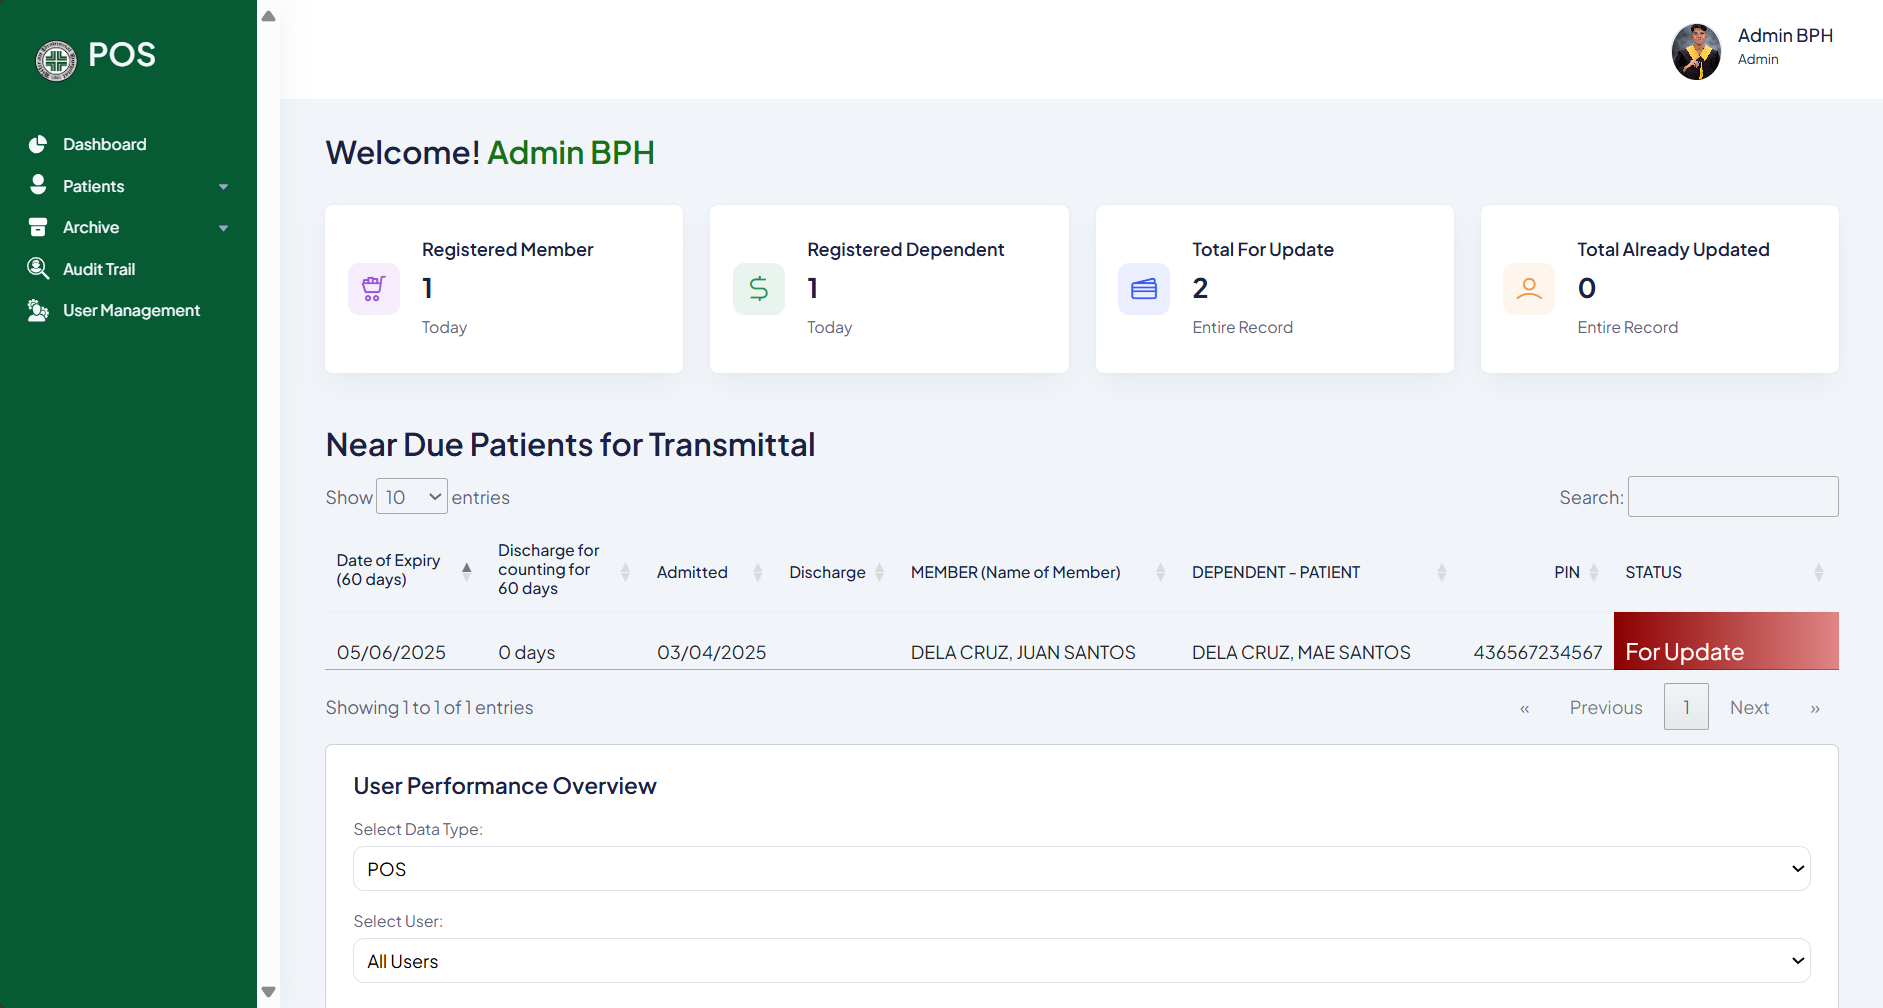 POS
Admin BPH
Admin
Dashboard
Patients
Archive
Audit Trail
User Management
Welcome! Admin BPH
Registered Member
1
Today
Registered Dependent
1
Today
Total For Update
2
Entire Record
Total Already Updated
0
Entire Record
Near Due Patients for Transmittal
Show 10 entries
Search:
Date of Expiry
(60 days)
Discharge for
counting for
60 days
Admitted
Discharge
MEMBER (Name of Member)
DEPENDENT - PATIENT
PIN
STATUS
05/06/2025 0 days 03/04/2025 DELA CRUZ, JUAN SANTOS DELA CRUZ, MAE SANTOS 436567234567 For Update
Showing 1 to 1 of 1 entries
« Previous 1 Next »
User Performance Overview
Select Data Type:
POS
Select User:
All Users